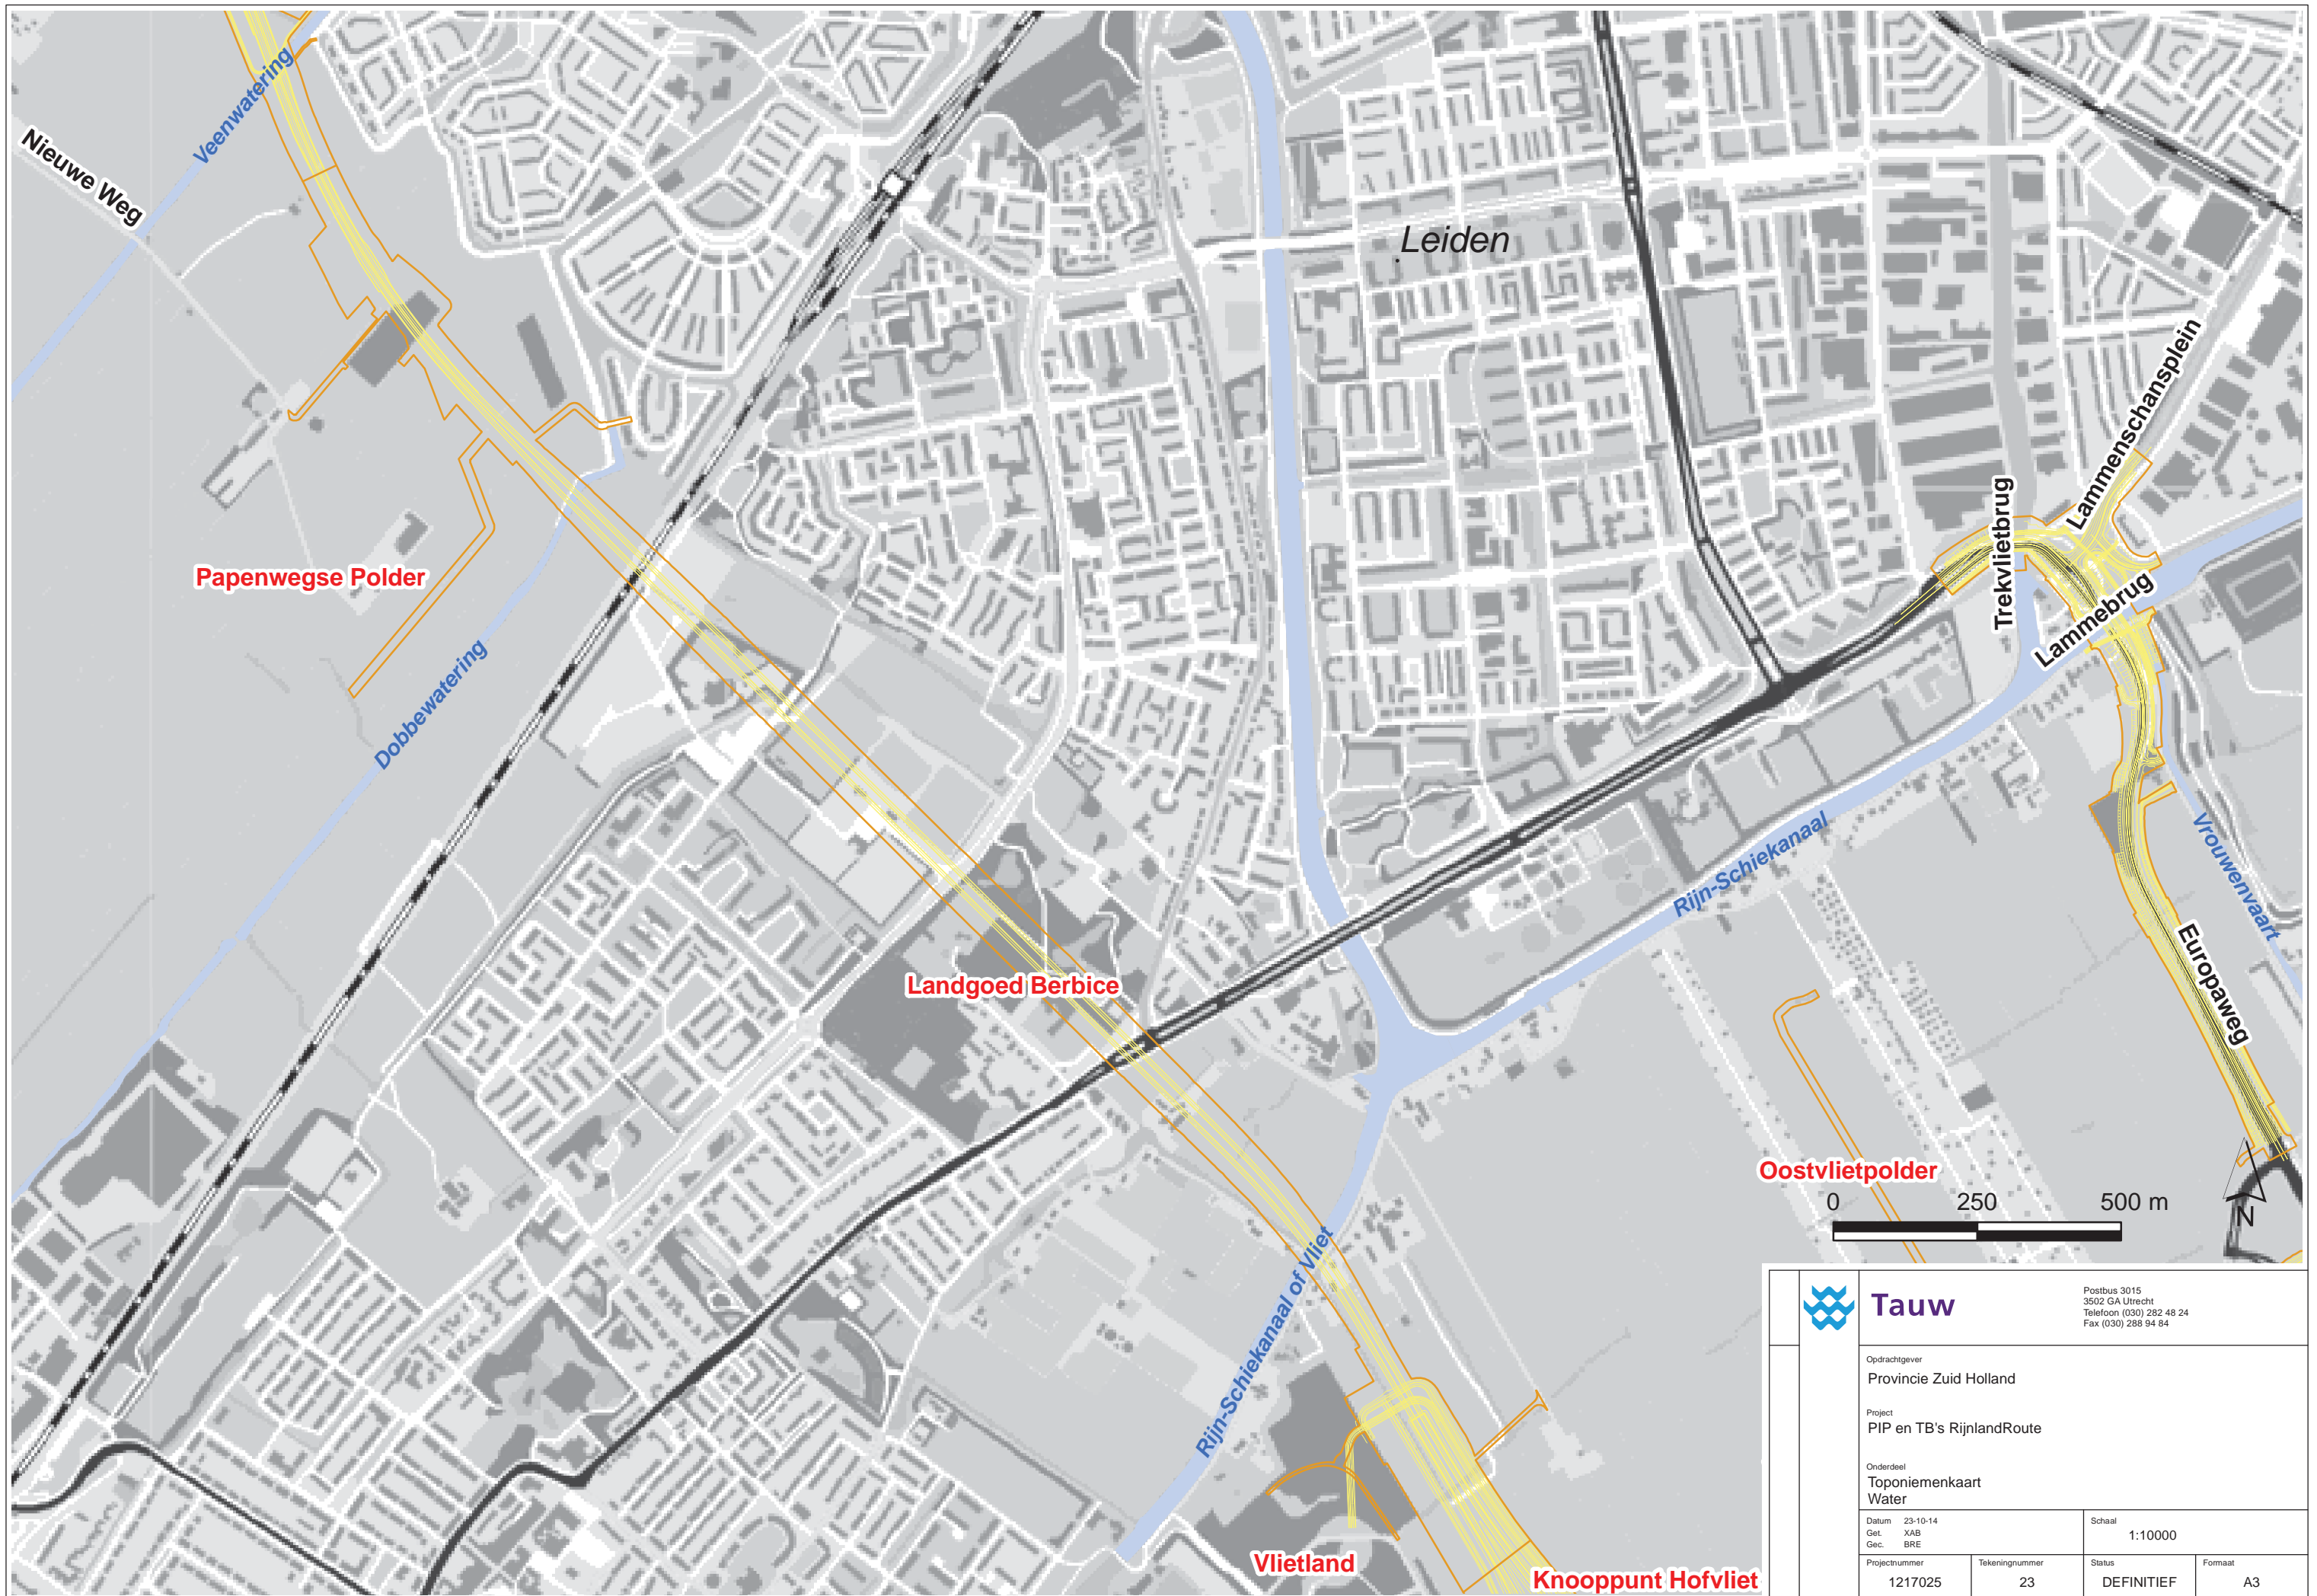 Veenwatering
Nieuwe Weg
Leiden
Lammenschansplein
Trekvlietbrug
Lammebrug
Papenwegse Polder
Dobbewatering
Rijn-Schiekanaal
Vrouwenvaart
Europaweg
Landgoed Berbice
Oostvlietpolder
0 250 500 m
N
Rijn-Schiekanaal of Vliet
Vlietland
Knooppunt Hofvliet
Tauw
Postbus 3015
3502 GA Utrecht
Telefoon (030) 282 48 24
Fax (030) 288 94 84
Opdrachtgever
Provincie Zuid Holland
Project
PIP en TB's RijnlandRoute
Onderdeel
Toponiemenkaart
Water
Datum 23-10-14
Get. XAB
Gec. BRE
Schaal
1:10000
Projectnummer
1217025
Tekeningnummer
23
Status
DEFINITIEF
Formaat
A3